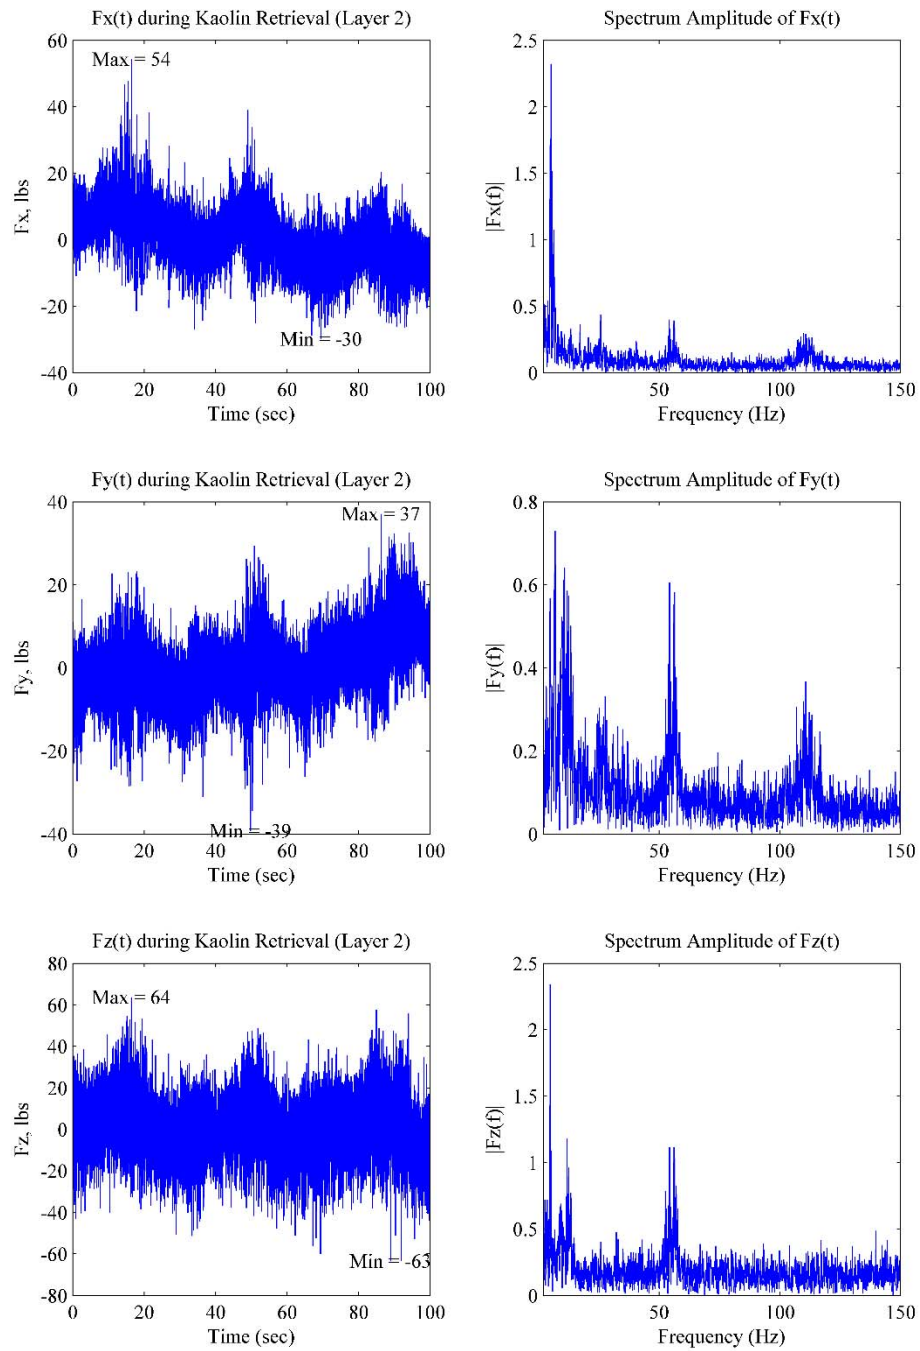 Fx(t) during Kaolin Retrieval (Layer 2)
60
Max = 54
40
20
0
-20
Min = -30
-40
0 20 40 60 80 100
Fx, lbs
Time (sec)
Spectrum Amplitude of Fx(t)
2.5
2
1.5
1
0.5
0
50 100 150
|Fx(f)|
Frequency (Hz)
Fy(t) during Kaolin Retrieval (Layer 2)
40
Max = 37
20
0
-20
Min = -39
-40
0 20 40 60 80 100
Fy, lbs
Time (sec)
Spectrum Amplitude of Fy(t)
0.8
0.6
0.4
0.2
0
50 100 150
|Fy(f)|
Frequency (Hz)
Fz(t) during Kaolin Retrieval (Layer 2)
80
Max = 64
60
40
20
0
-20
-40
-60
Min = -63
-80
0 20 40 60 80 100
Fz, lbs
Time (sec)
Spectrum Amplitude of Fz(t)
2.5
2
1.5
1
0.5
0
50 100 150
|Fz(f)|
Frequency (Hz)